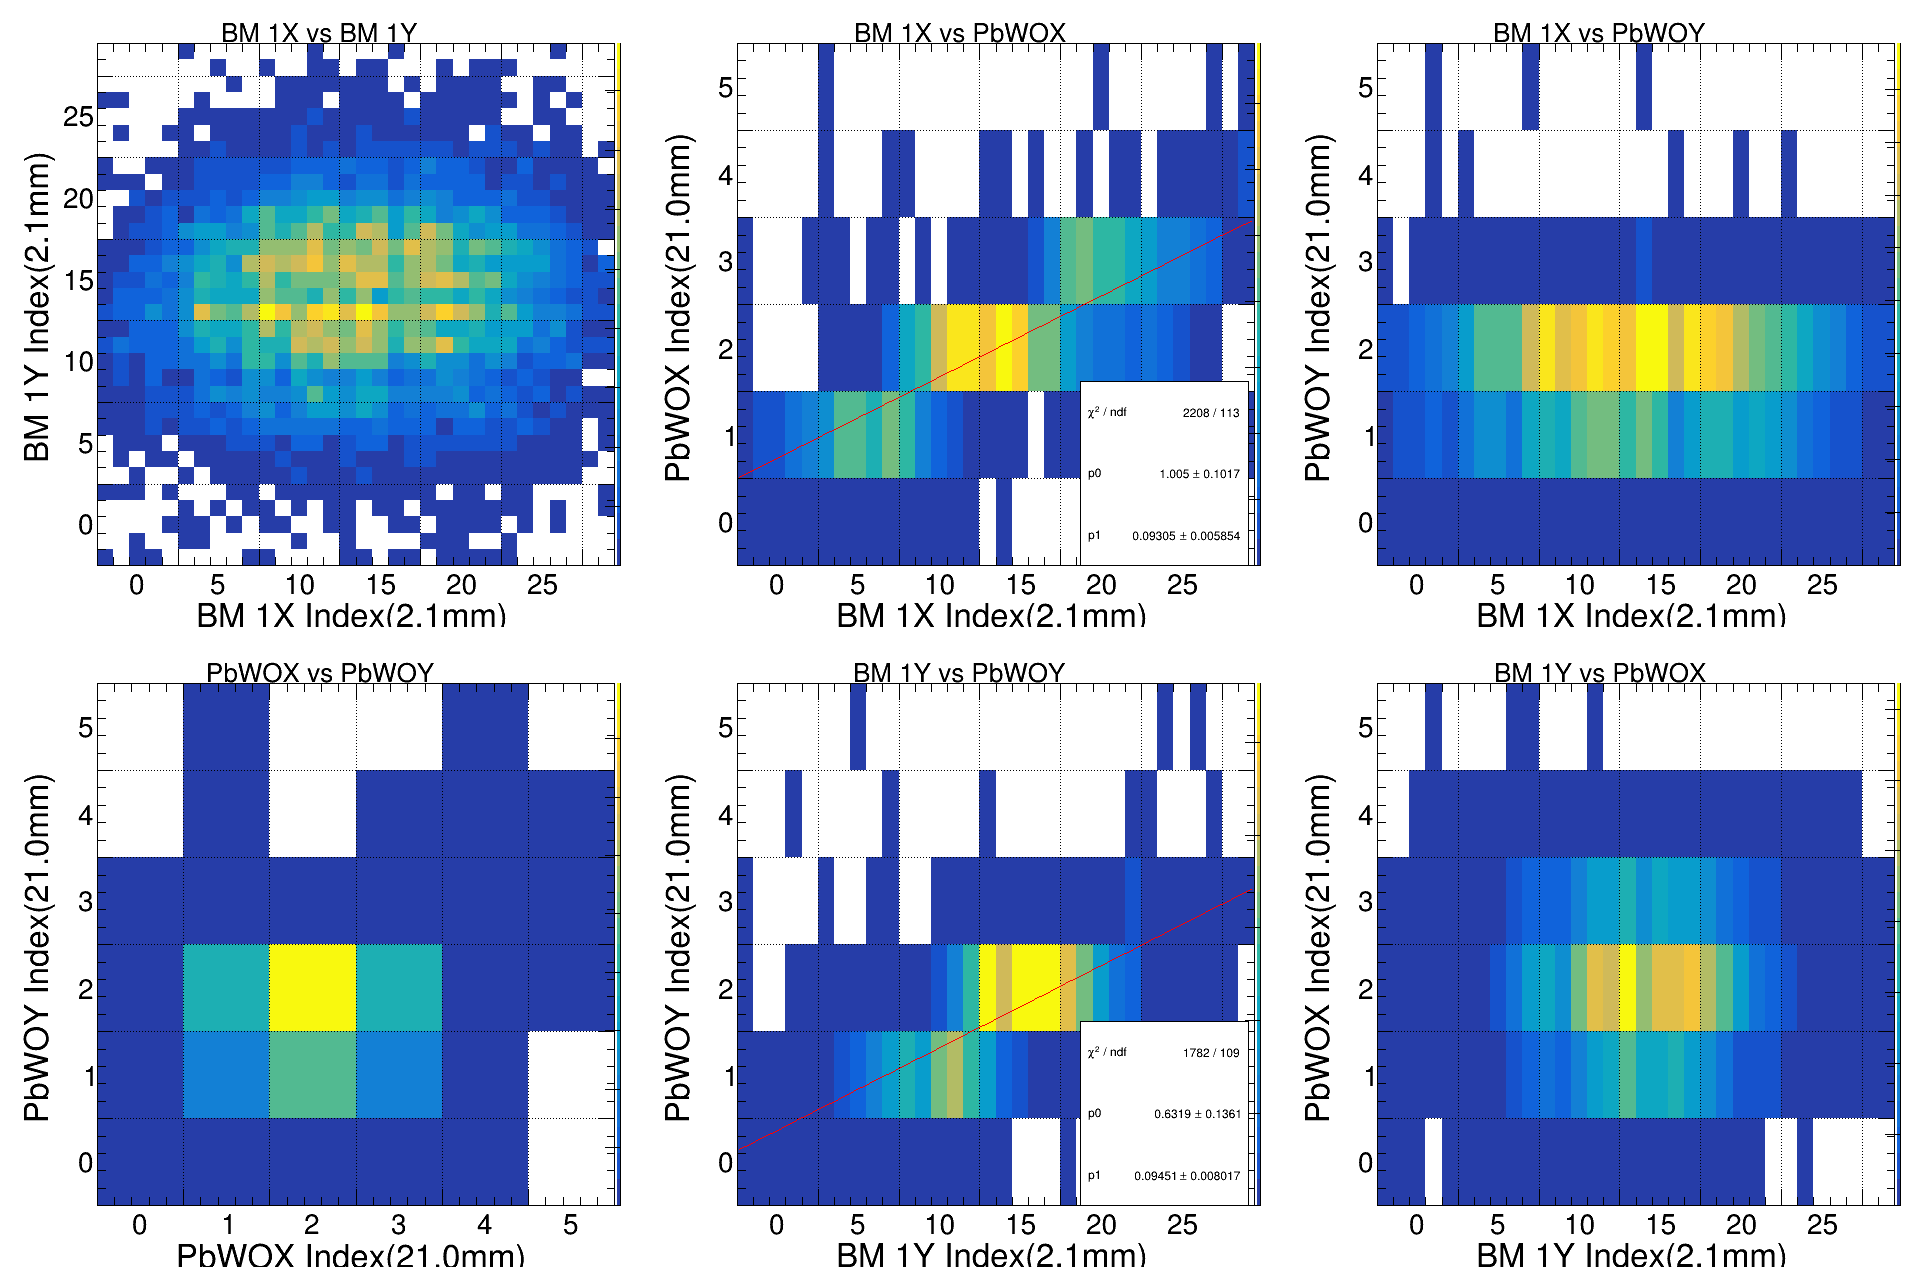 BM 1X vs BM 1Y
BM 1Y Index(2.1mm)
25
20
15
10
5
0
0 5 10 15 20 25
BM 1X Index(2.1mm)
BM 1X vs PbWOX
PbWOX Index(21.0mm)
5
4
3
2
1
0
χ² / ndf 2208 / 113
p0 1.005 ± 0.1017
p1 0.09305 ± 0.005854
0 5 10 15 20 25
BM 1X Index(2.1mm)
BM 1X vs PbWOY
PbWOY Index(21.0mm)
5
4
3
2
1
0
0 5 10 15 20 25
BM 1X Index(2.1mm)
PbWOX vs PbWOY
PbWOY Index(21.0mm)
5
4
3
2
1
0
0 1 2 3 4 5
PbWOX Index(21.0mm)
BM 1Y vs PbWOY
PbWOY Index(21.0mm)
5
4
3
2
1
0
χ² / ndf 1782 / 109
p0 0.6319 ± 0.1361
p1 0.09451 ± 0.008017
0 5 10 15 20 25
BM 1Y Index(2.1mm)
BM 1Y vs PbWOX
PbWOX Index(21.0mm)
5
4
3
2
1
0
0 5 10 15 20 25
BM 1Y Index(2.1mm)